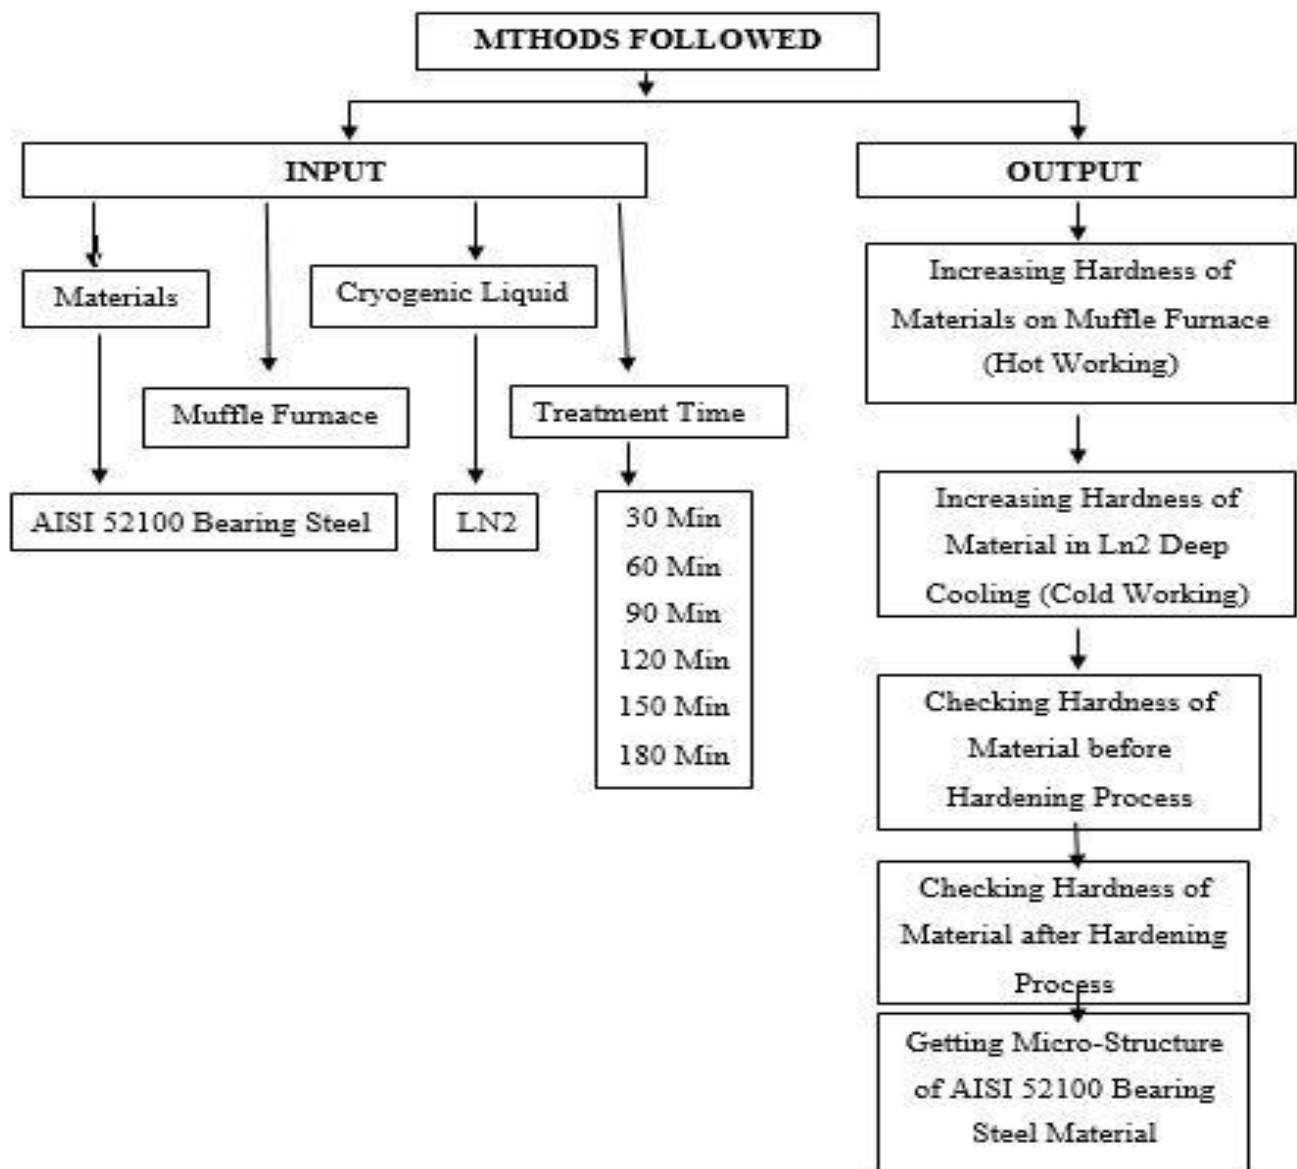 MTHODS FOLLOWED
INPUT
Materials
Cryogenic Liquid
Muffle Furnace
Treatment Time
AISI 52100 Bearing Steel
LN2
30 Min
60 Min
90 Min
120 Min
150 Min
180 Min
OUTPUT
Increasing Hardness of
Materials on Muffle Furnace
(Hot Working)
Increasing Hardness of
Material in Ln2 Deep
Cooling (Cold Working)
Checking Hardness of
Material before
Hardening Process
Checking Hardness of
Material after Hardening
Process
Getting Micro-Structure
of AISI 52100 Bearing
Steel Material